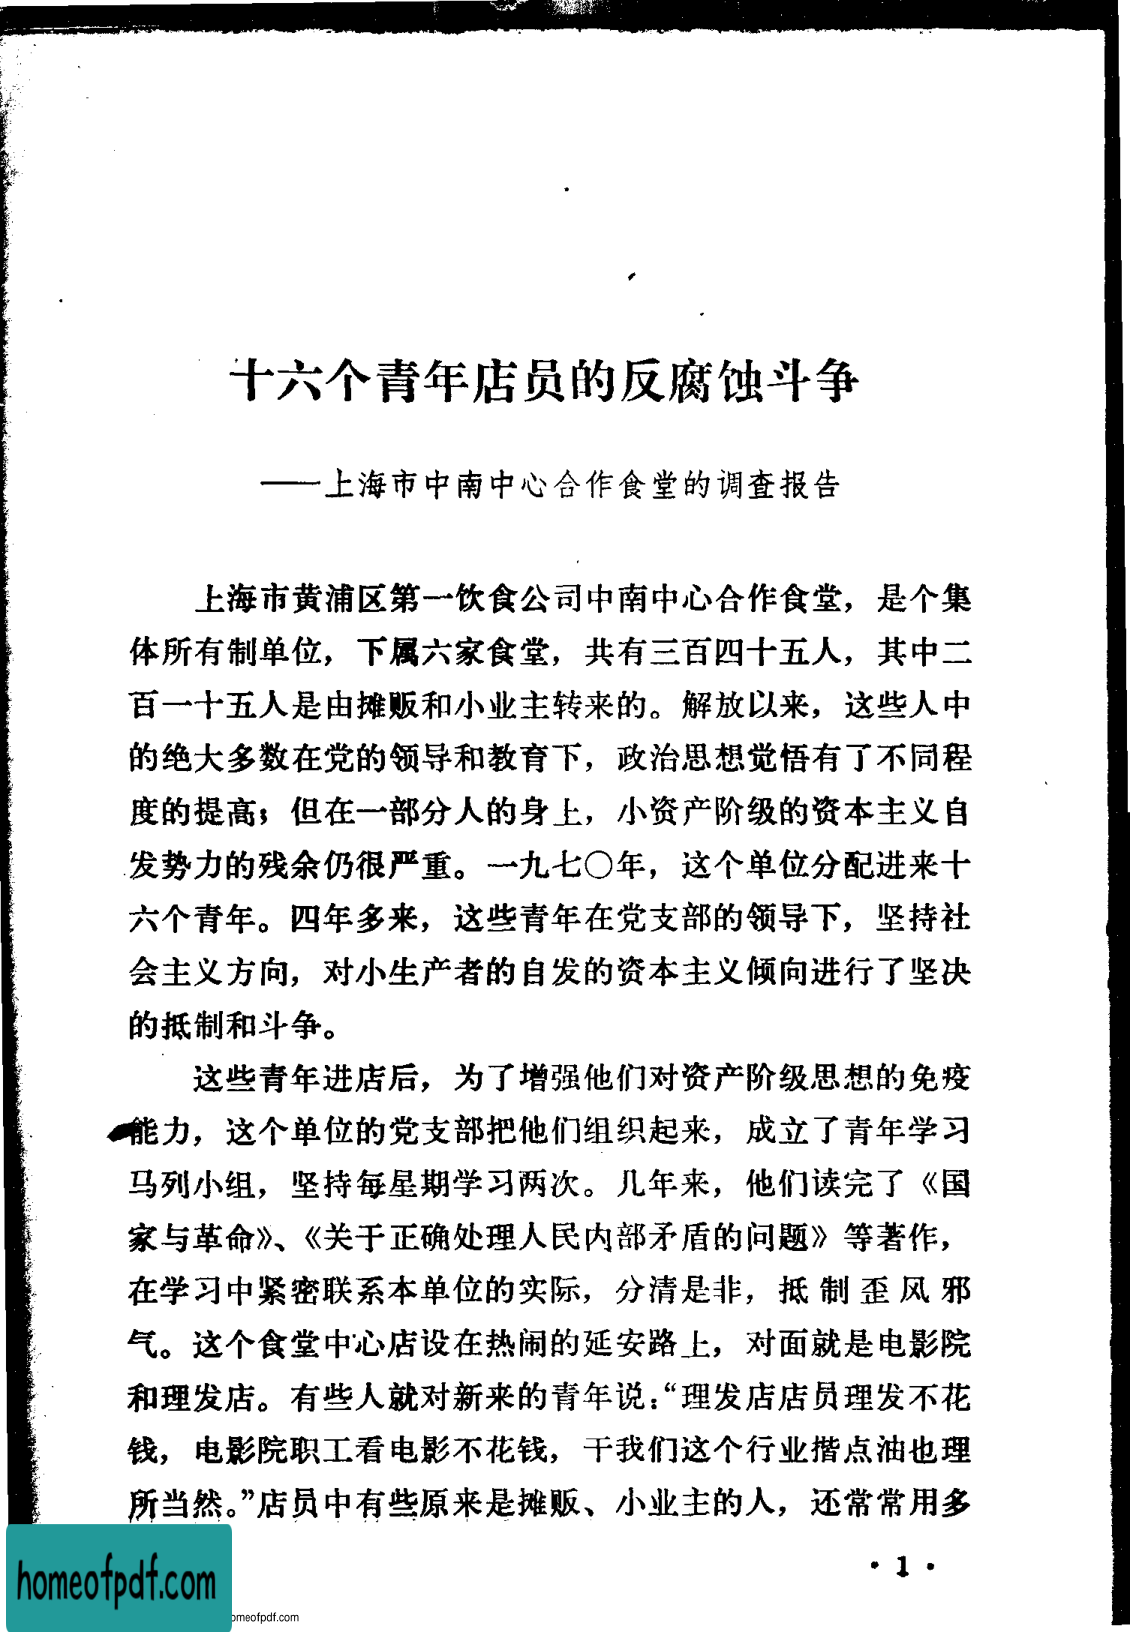 十六个青年店员的反腐蚀斗争
——上海市中南中心合作食堂的调查报告
上海市黄浦区第一饮食公司中南中心合作食堂，是个集
体所有制单位，下属六家食堂，共有三百四十五人，其中二
百一十五人是由摊贩和小业主转来的。解放以来，这些人中
的绝大多数在党的领导和教育下，政治思想觉悟有了不同程
度的提高；但在一部分人的身上，小资产阶级的资本主义自
发势力的残余仍很严重。一九七〇年，这个单位分配进来十
六个青年。四年多来，这些青年在党支部的领导下，坚持社
会主义方向，对小生产者的自发的资本主义倾向进行了坚决
的抵制和斗争。
这些青年进店后，为了增强他们对资产阶级思想的免疫
能力，这个单位的党支部把他们组织起来，成立了青年学习
马列小组，坚持每星期学习两次。几年来，他们读完了《国
家与革命》、《关于正确处理人民内部矛盾的问题》等著作，
在学习中紧密联系本单位的实际，分清是非，抵制歪风邪
气。这个食堂中心店设在热闹的延安路上，对面就是电影院
和理发店。有些人就对新来的青年说：“理发店店员理发不花
钱，电影院职工看电影不花钱，干我们这个行业揩点油也理
所当然。”店员中有些原来是摊贩、小业主的人，还常常用多
·1·
homeofpdf.com
omeofpdf.com